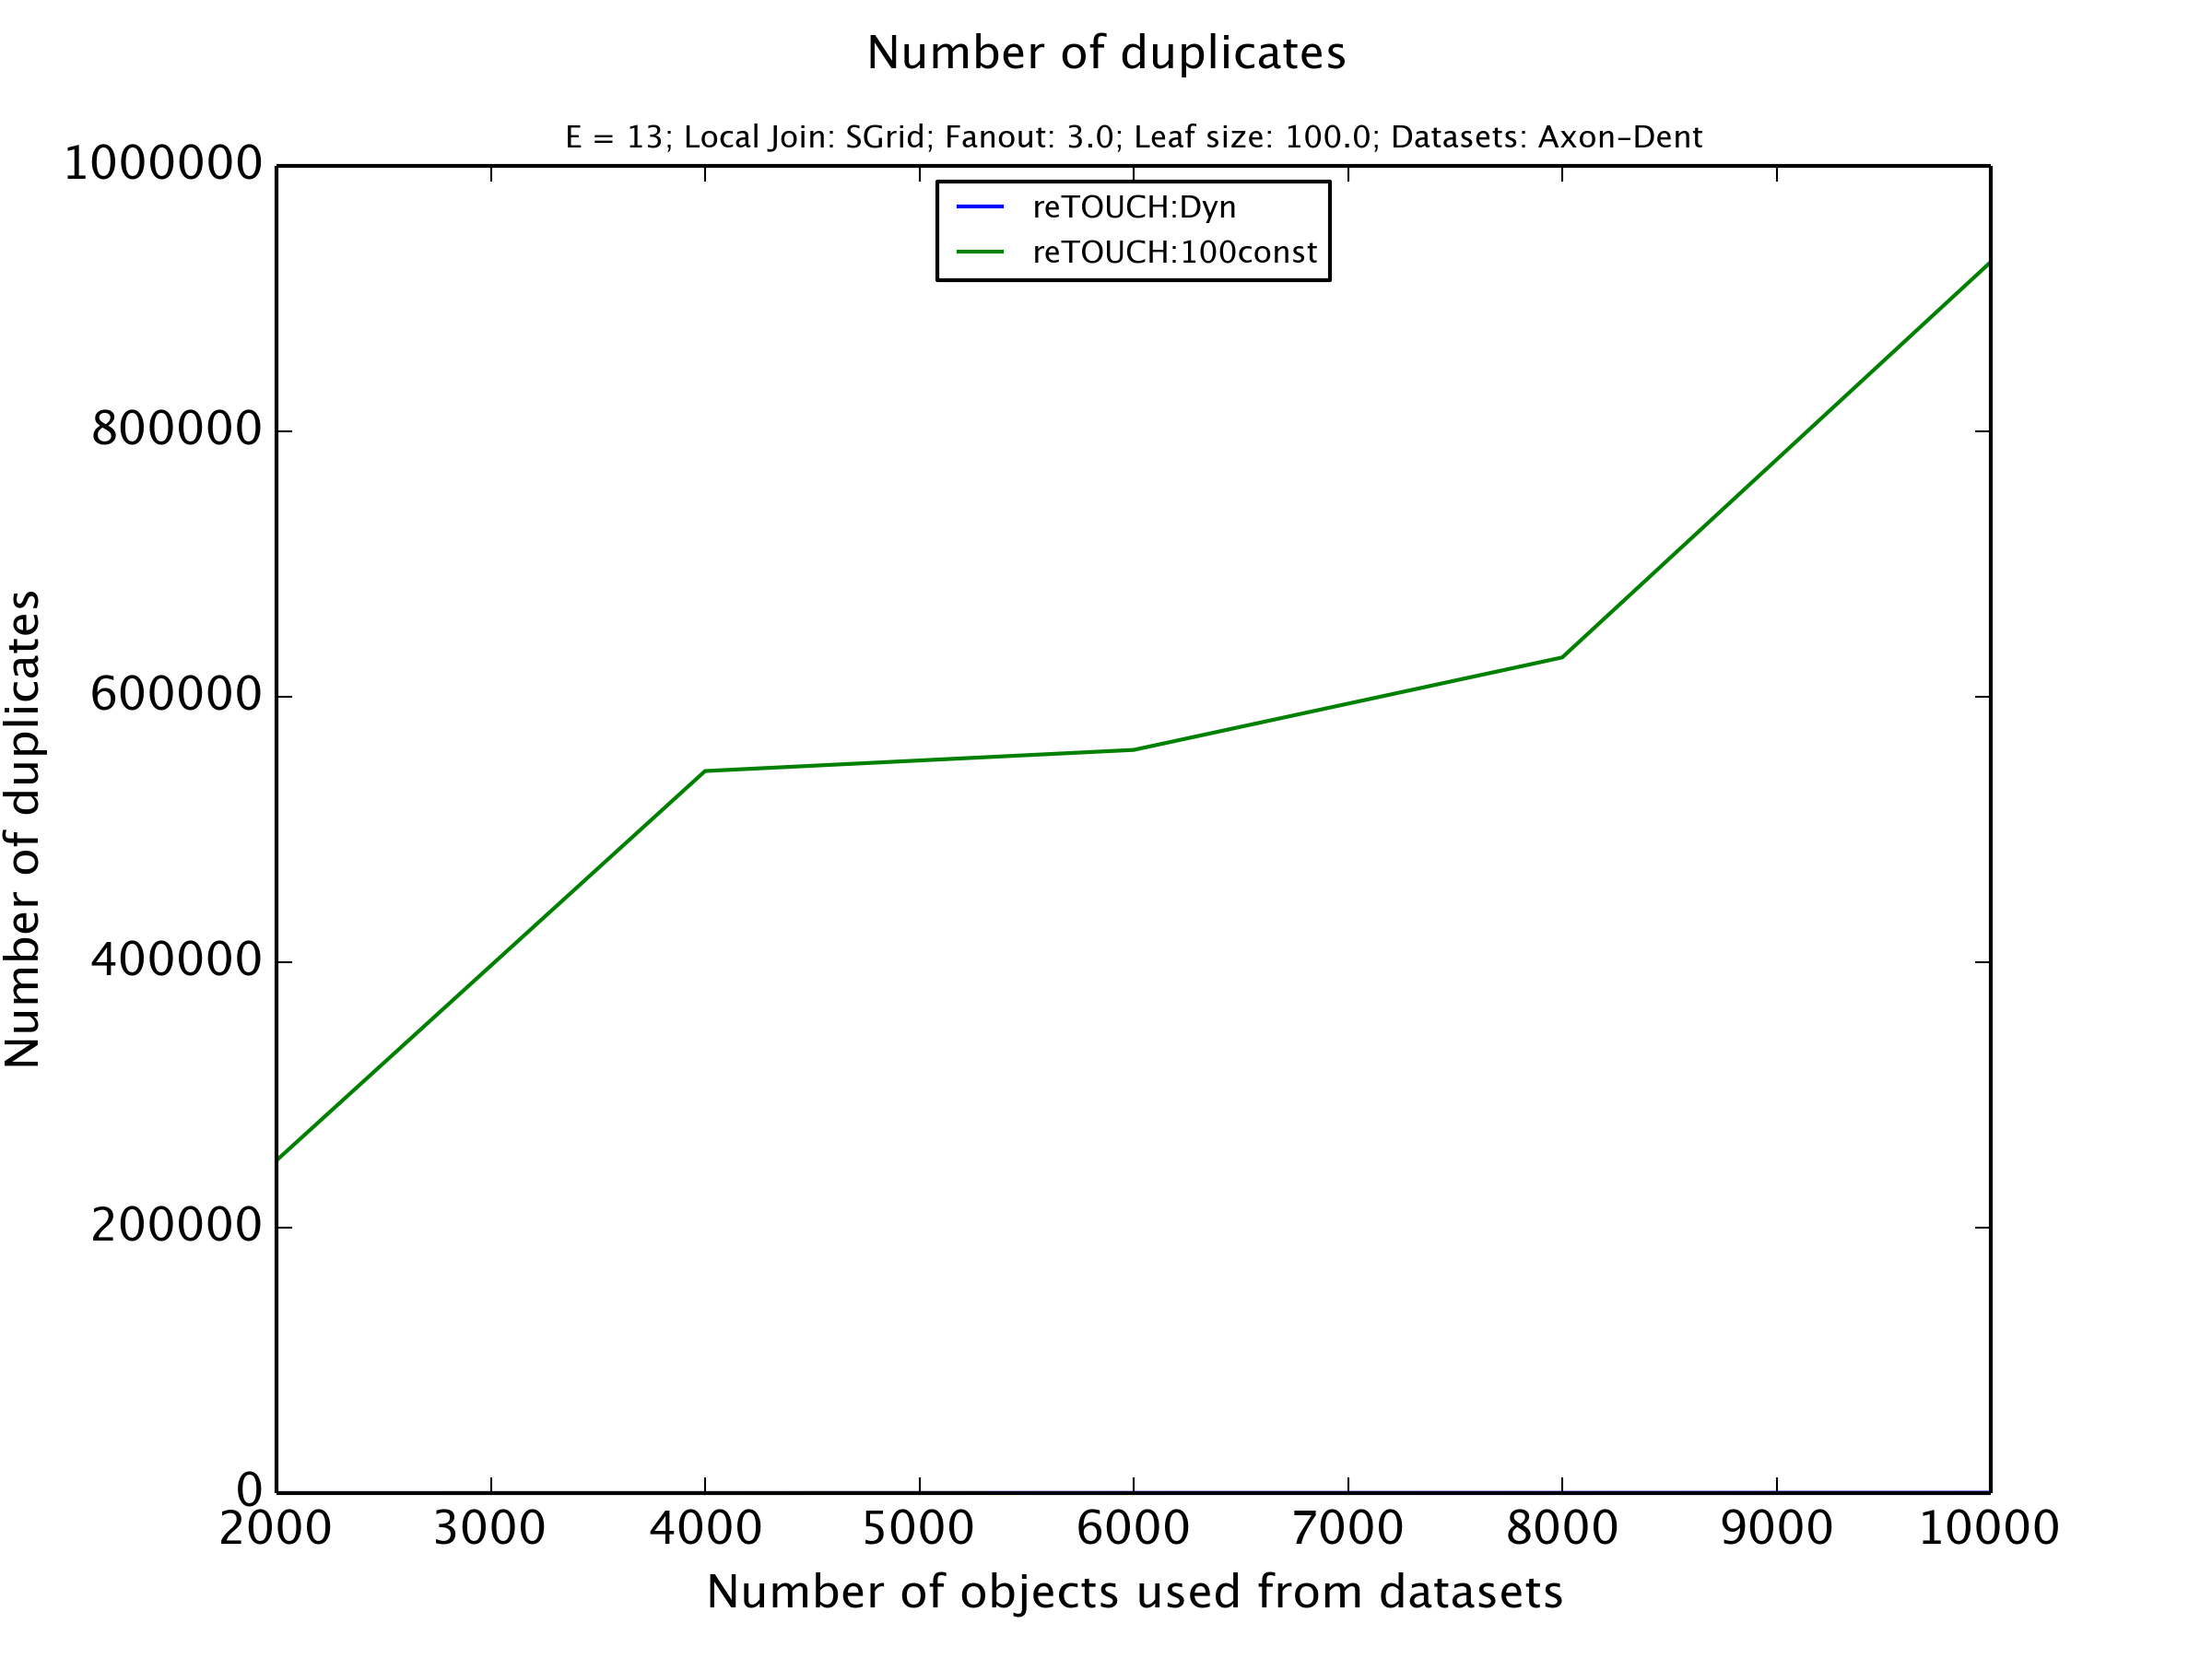 Number of duplicates
E = 13; Local Join: SGrid; Fanout: 3.0; Leaf size: 100.0; Datasets: Axon-Dent
reTOUCH:Dyn
reTOUCH:100const
1000000
800000
600000
400000
200000
0
Number of duplicates
2000 3000 4000 5000 6000 7000 8000 9000 10000
Number of objects used from datasets